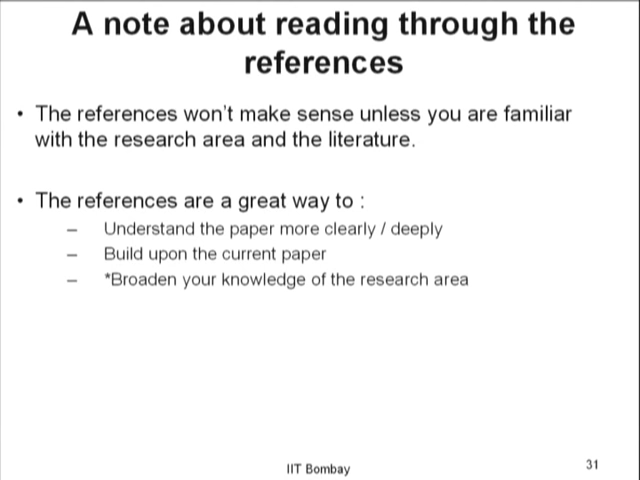 A note about reading through the
references
• The references won't make sense unless you are familiar
with the research area and the literature.
• The references are a great way to :
– Understand the paper more clearly / deeply
– Build upon the current paper
– *Broaden your knowledge of the research area
IIT Bombay
31